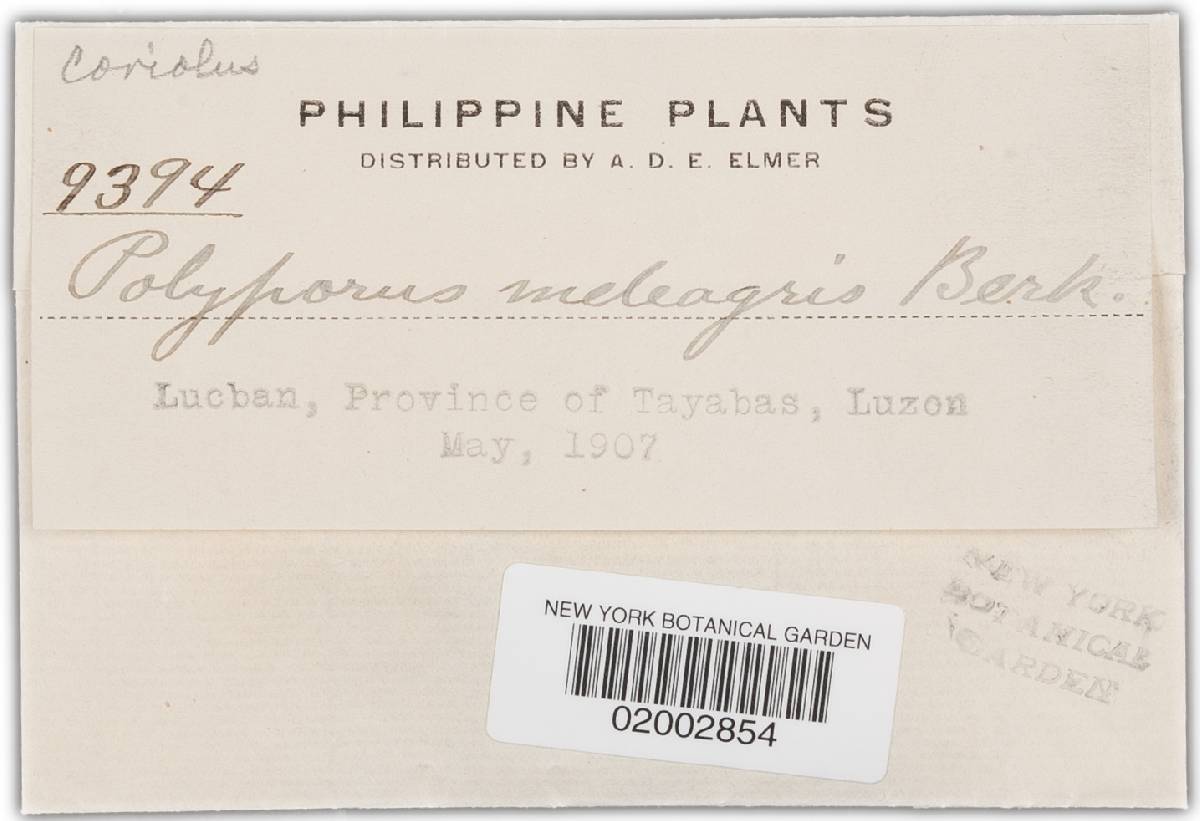 Coriolus
PHILIPPINE PLANTS
DISTRIBUTED BY A. D. E. ELMER
9394
Polyporus meleagris Berk.
Lucban, Province of Tayabas, Luzon
May, 1907
NEW YORK
BOTANICAL
GARDEN
NEW YORK BOTANICAL GARDEN
02002854